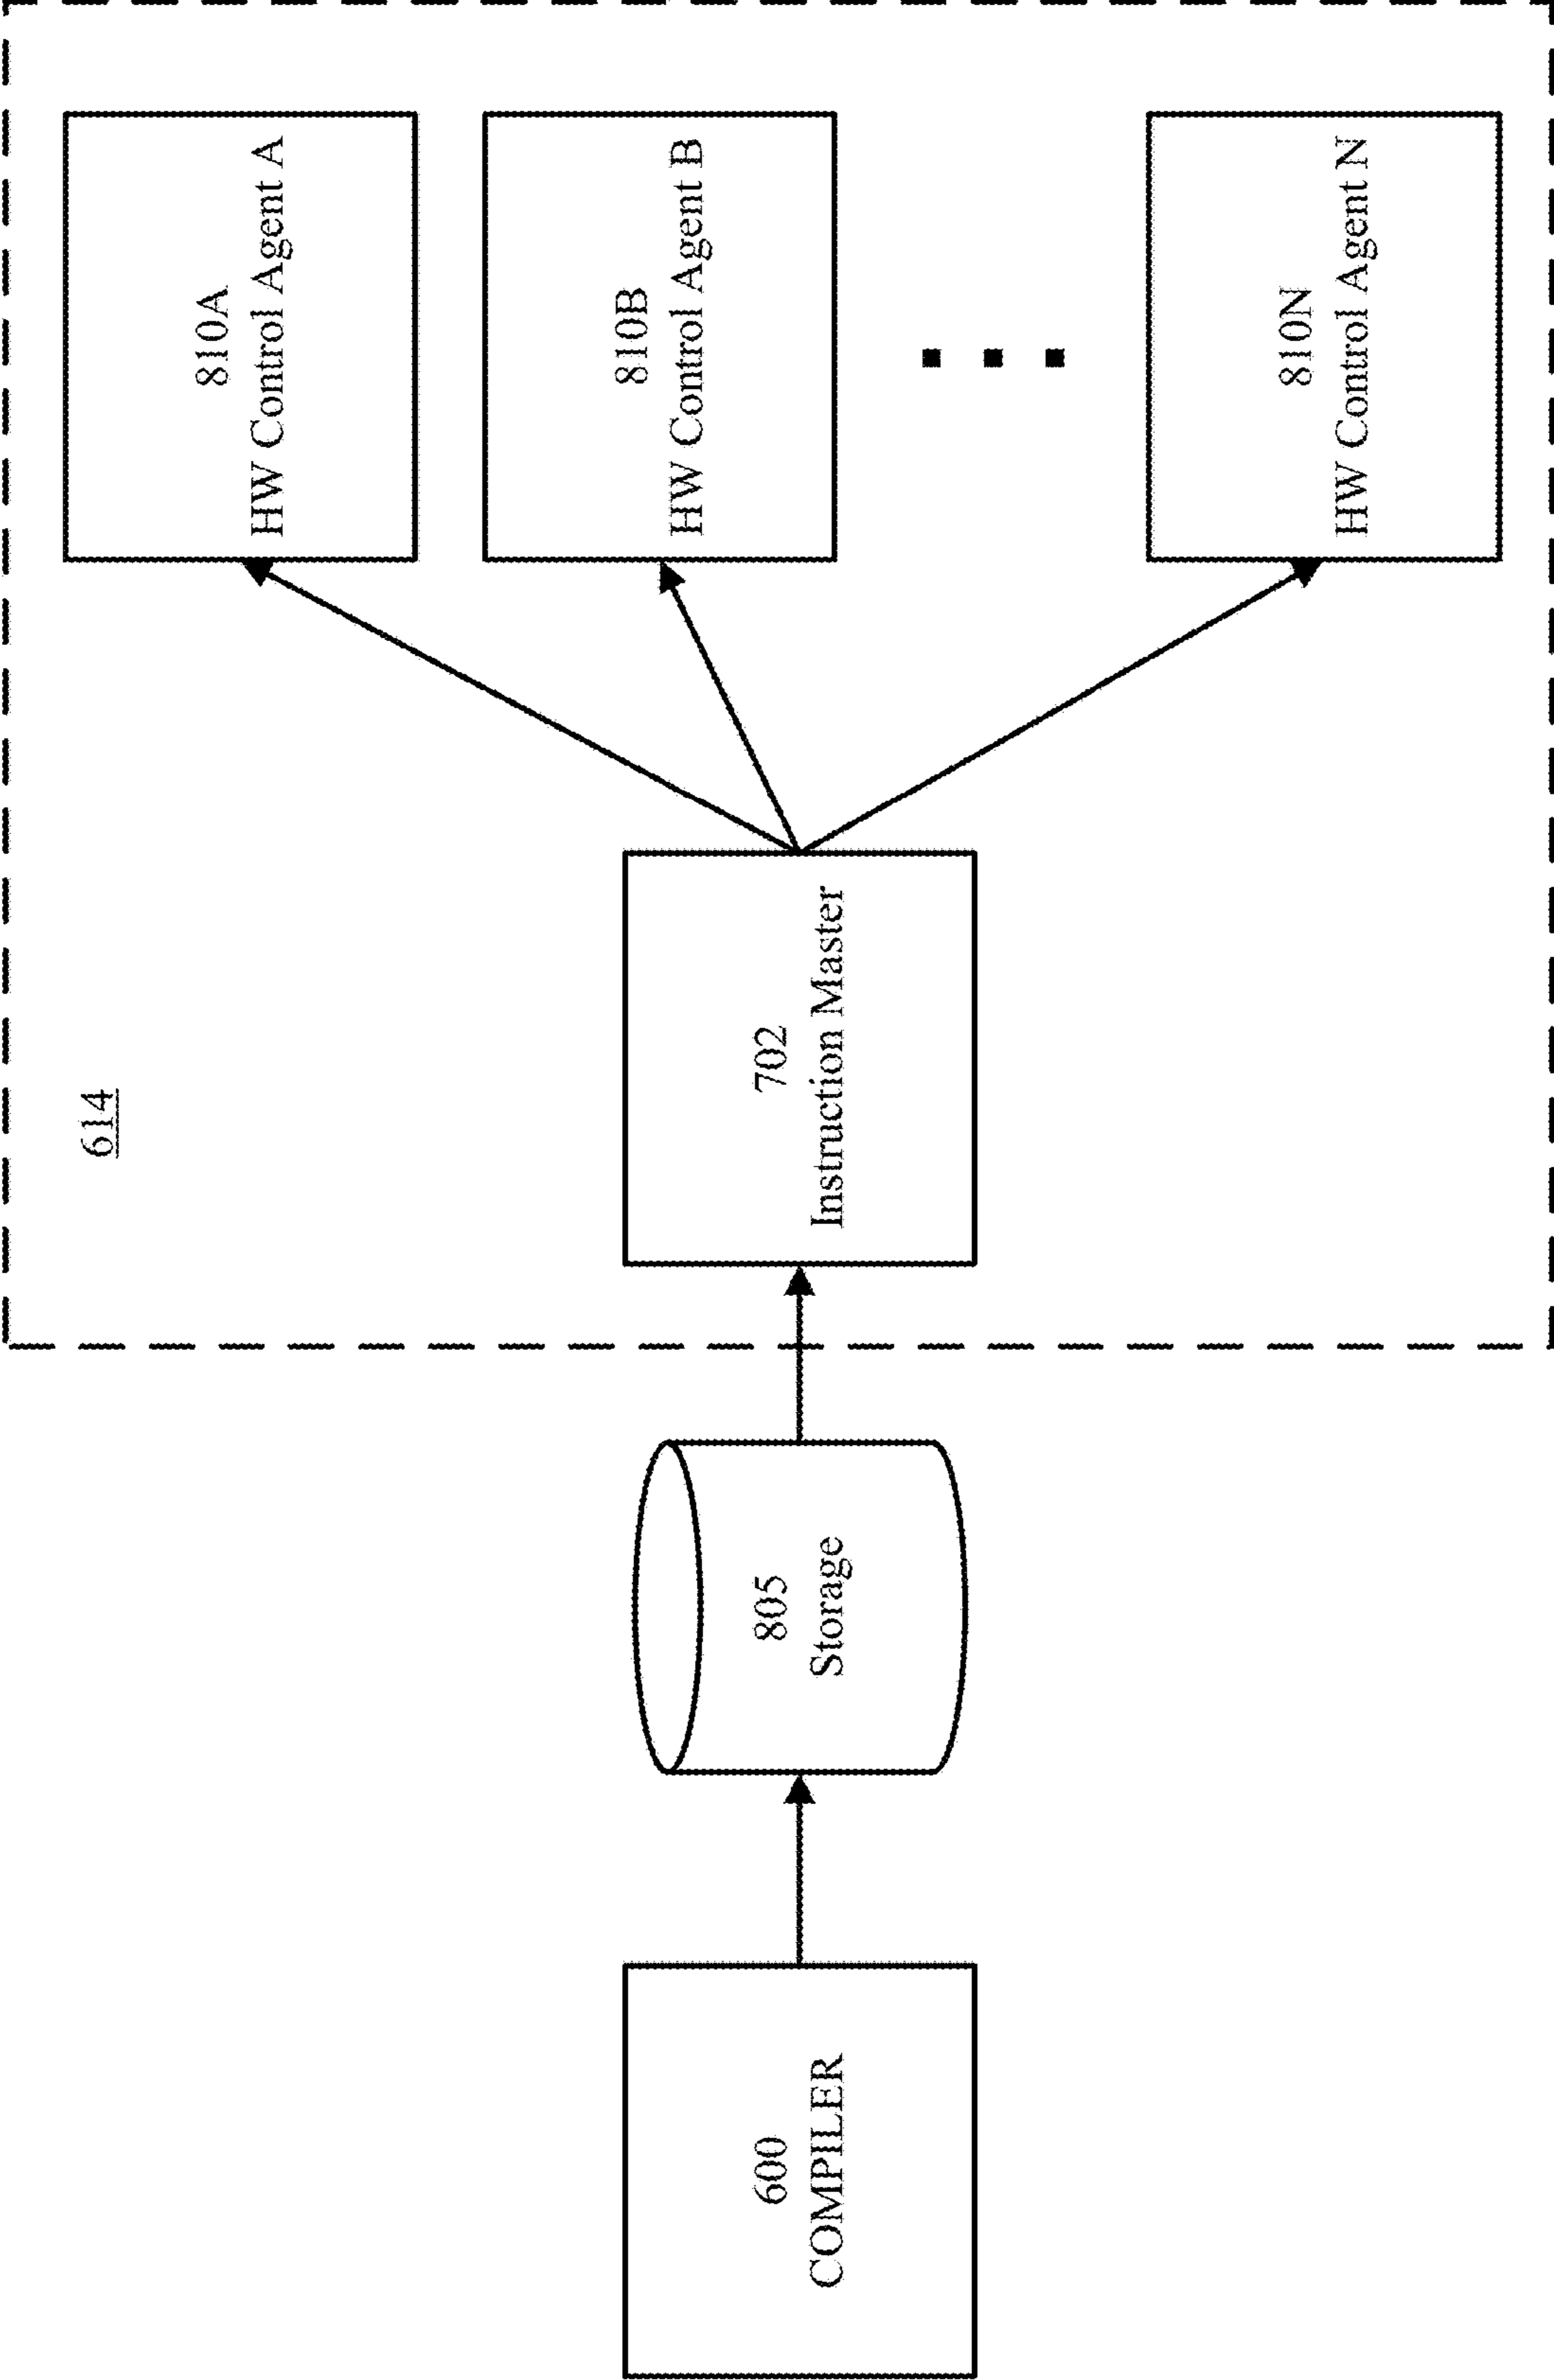 614
600
COMPILER
805
Storage
702
Instruction Master
810A
HW Control Agent A
810B
HW Control Agent B
810N
HW Control Agent N